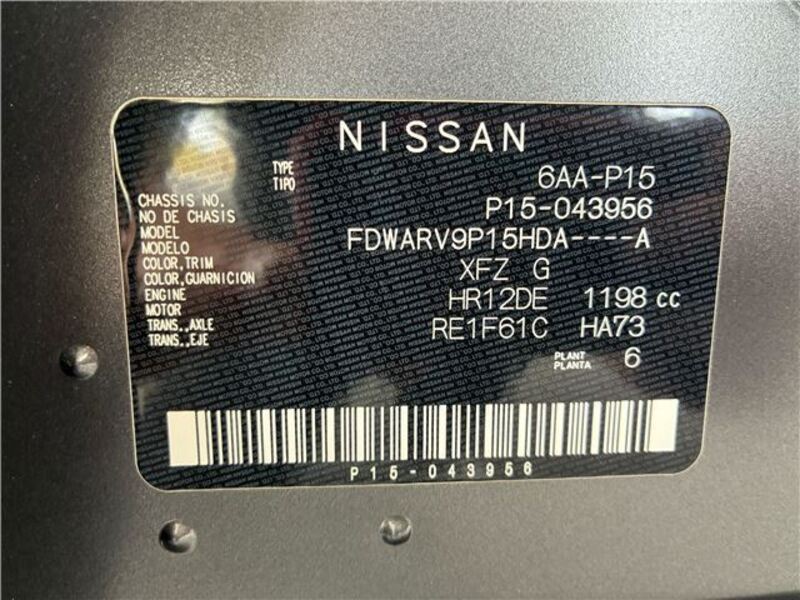 NISSAN
TYPE
TIPO 6AA-P15
CHASSIS NO.
NO DE CHASIS P15-043956
MODEL
MODELO FDWARV9P15HDA----A
COLOR,TRIM
COLOR,GUARNICION XFZ G
ENGINE
MOTOR HR12DE 1198 cc
TRANS.,AXLE
TRANS.,EJE RE1F61C HA73
PLANT
PLANTA 6
P15-043956